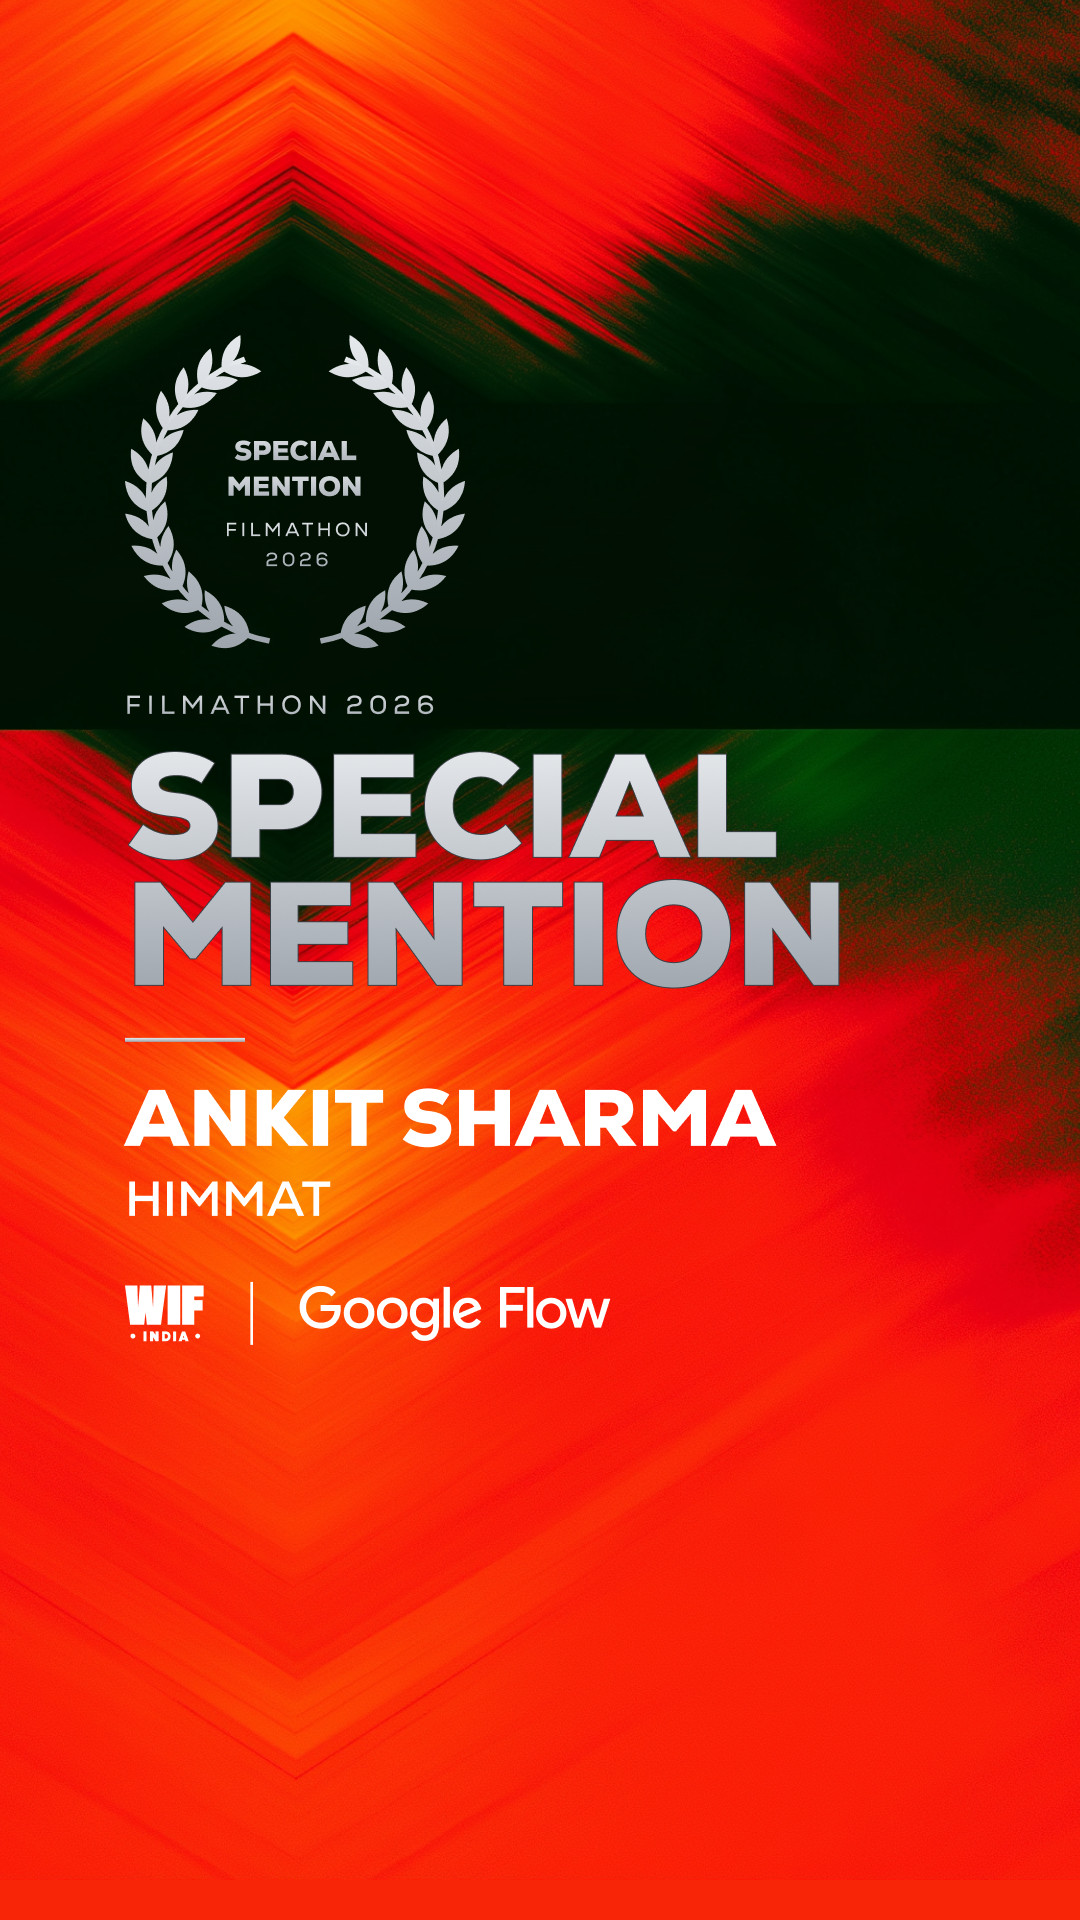 SPECIAL
MENTION
FILMATHON
2026
FILMATHON 2026
SPECIAL
MENTION
ANKIT SHARMA
HIMMAT
WIF
• INDIA •
Google Flow